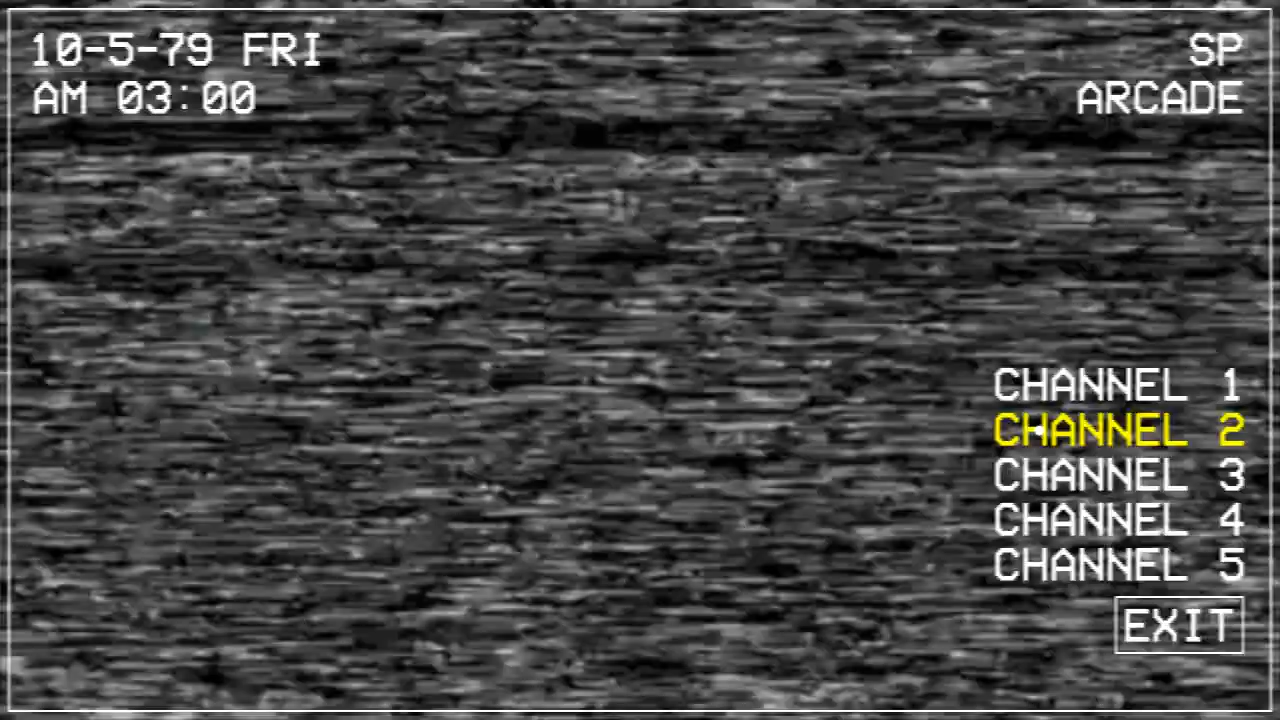 10-5-79 FRI
AM 03:00
SP
ARCADE
CHANNEL 1
CHANNEL 2
CHANNEL 3
CHANNEL 4
CHANNEL 5
EXIT